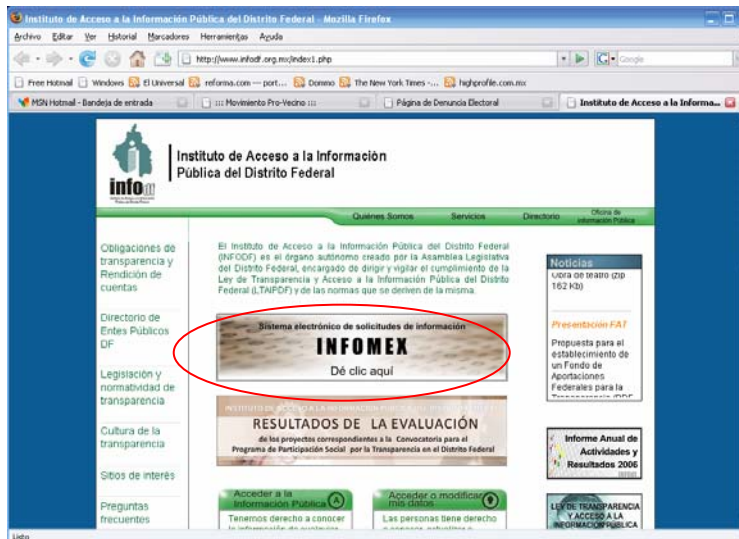 Instituto de Acceso a la Información Pública del Distrito Federal - Mozilla Firefox
Archivo Editar Ver Historial Marcadores Herramientas Ayuda
http://www.infodf.org.mx/index1.php
Google
Free Hotmail Windows El Universal reforma.com — port... Dommo The New York Times -... highprofile.com.mx
MSN Hotmail - Bandeja de entrada
::: Movimiento Pro-Vecino :::
Página de Denuncia Electoral
Instituto de Acceso a la Informa...
info
Instituto de Acceso a la Información
Pública del Distrito Federal
Quiénes Somos Servicios Directorio Oficina de
Información Pública
Obligaciones de
transparencia y
Rendición de
cuentas
Directorio de
Entes Públicos
DF
Legislación y
normatividad de
transparencia
Cultura de la
transparencia
Sitios de interés
Preguntas
frecuentes
El Instituto de Acceso a la Información Pública del Distrito Federal
(INFODF) es el órgano autónomo creado por la Asamblea Legislativa
del Distrito Federal, encargado de dirigir y vigilar el cumplimiento de la
Ley de Transparencia y Acceso a la Información Pública del Distrito
Federal (LTAIPDF) y de las normas que se deriven de la misma.
Sistema electrónico de solicitudes de información
INFOMEX
Dé clic aquí
RESULTADOS DE LA EVALUACIÓN
de los proyectos correspondientes a la Convocatoria para el
Programa de Participación Social por la Transparencia en el Distrito Federal
Acceder a la
Información Pública
Tenemos derecho a conocer
Acceder o modificar
mis datos
Las personas tiene derecho
Noticias
Obra de teatro (zip
162 Kb)
Presentación FAT
Propuesta para el
establecimiento de
un Fondo de
Aportaciones
Federales para la
Informe Anual de
Actividades y
Resultados 2006
LEY DE TRANSPARENCIA
Y ACCESO A LA
INFORMACIÓN PÚBLICA
Listo